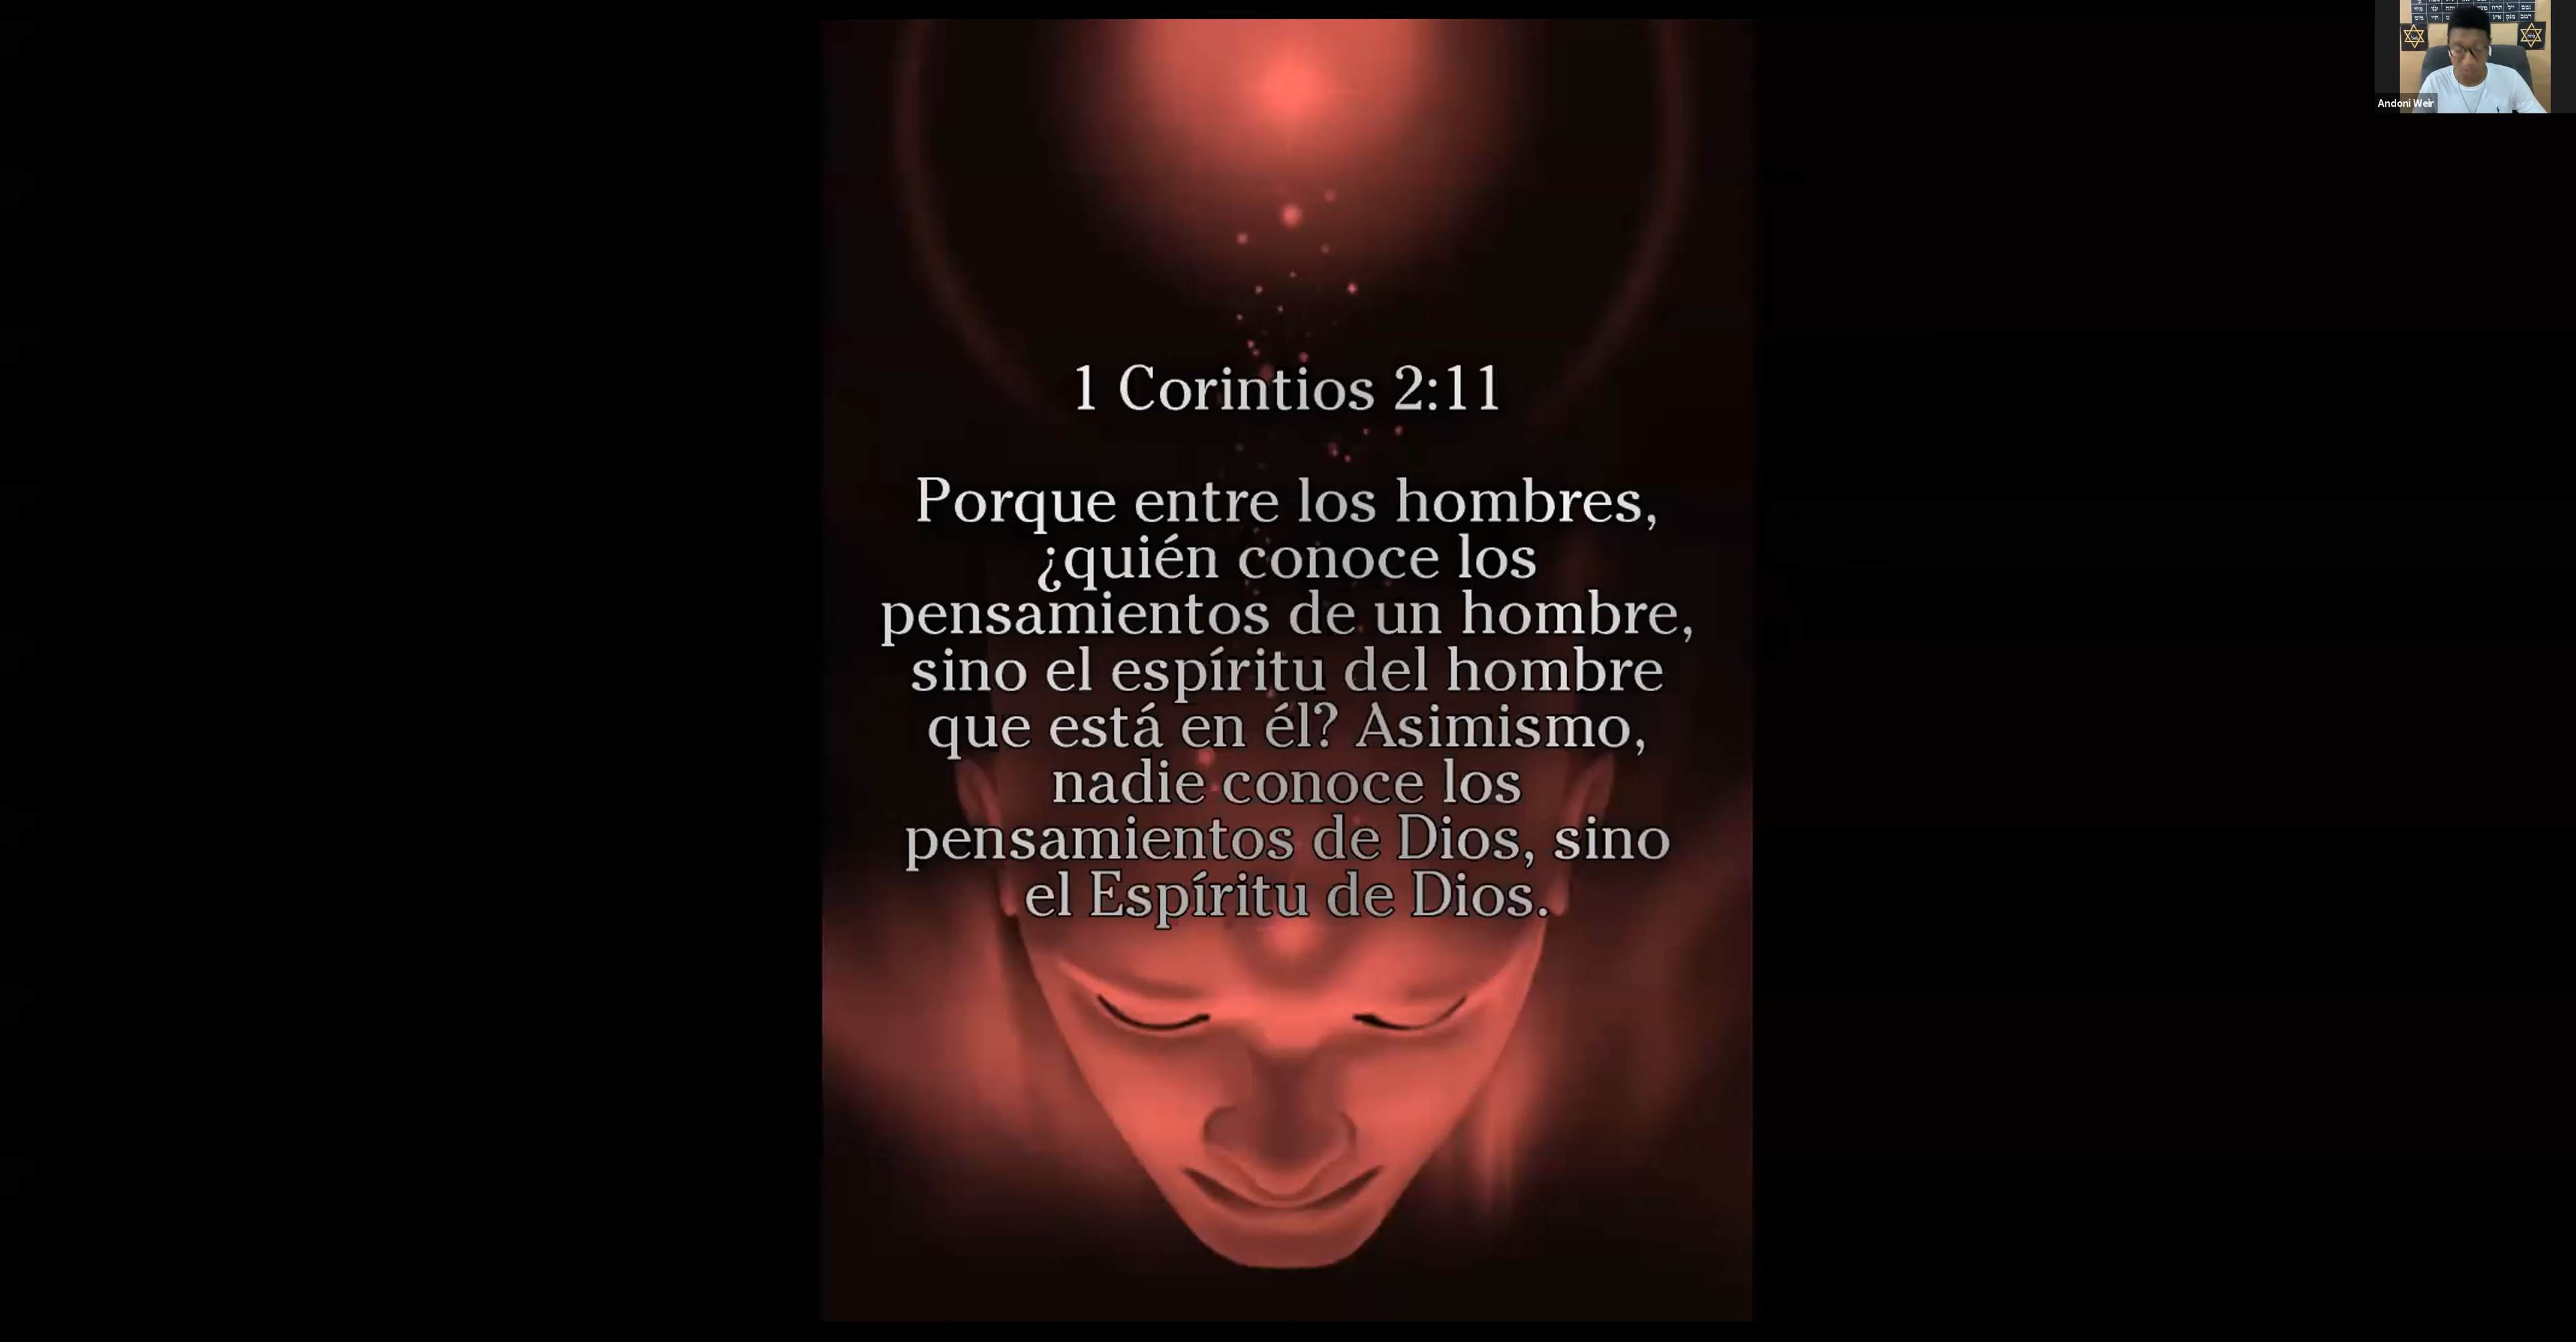 1 Corintios 2:11
Porque entre los hombres,
¿quién conoce los
pensamientos de un hombre,
sino el espíritu del hombre
que está en él? Asimismo,
nadie conoce los
pensamientos de Dios, sino
el Espíritu de Dios.
Andoni Weir